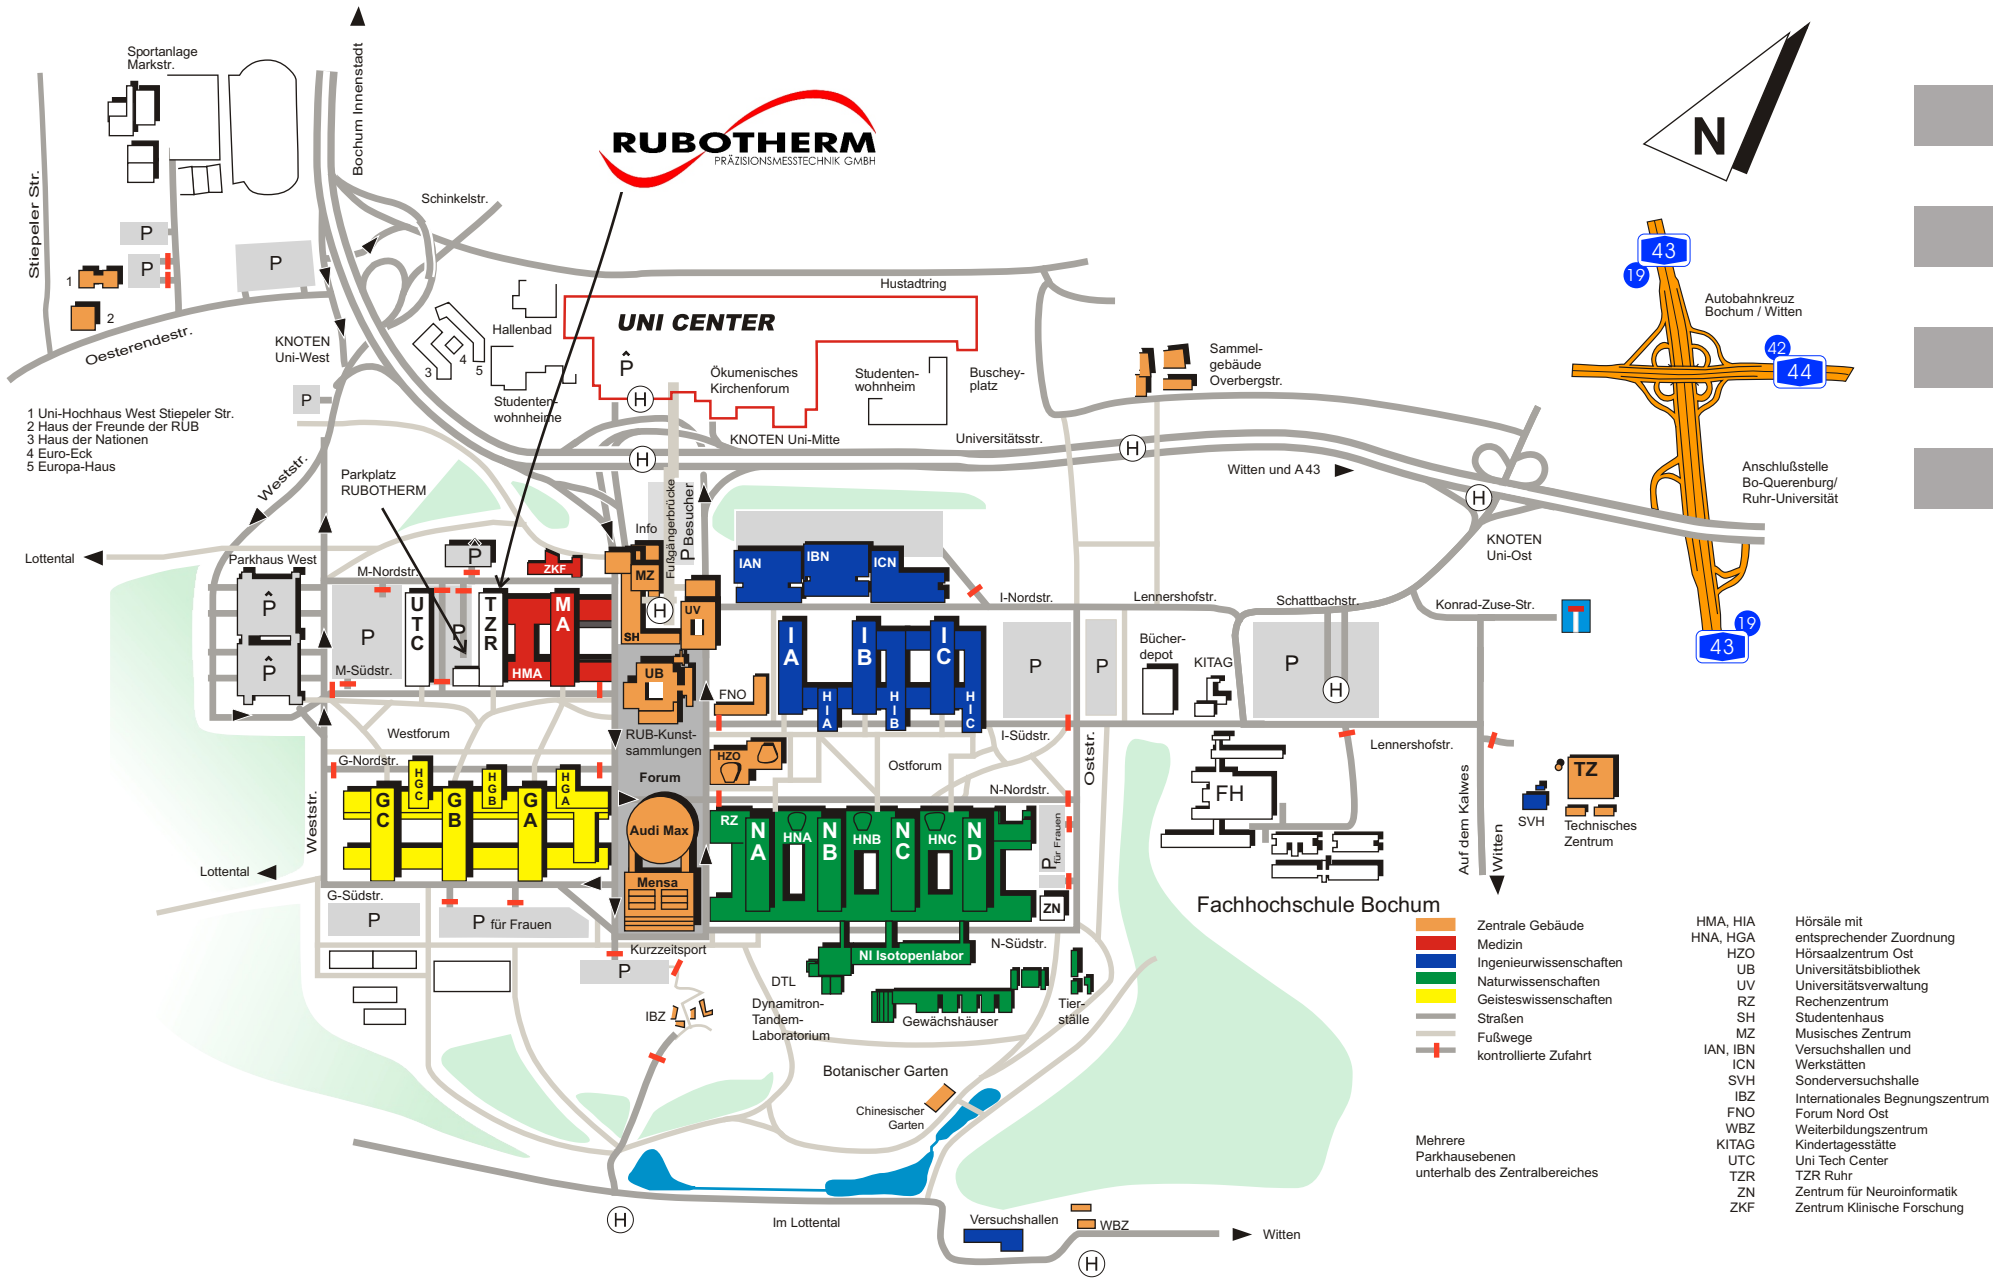 Sportanlage
Markstr.
Bochum Innenstadt
Stiepeler Str.
Schinkelstr.
RUBOTHERM
PRÄZISIONSMESSTECHNIK GMBH
N
43
19
Autobahnkreuz
Bochum / Witten
42
44
Anschlußstelle
Bo-Querenburg/
Ruhr-Universität
19
43
P
P
P
1
2
Oesterendestr.
KNOTEN
Uni-West
P
Hustadtring
Hallenbad
UNI CENTER
P
H
Ökumenisches
Kirchenforum
Studenten-
wohnheim
Buschey-
platz
Sammel-
gebäude
Overbergstr.
3
4
5
Studenten-
wohnheime
1 Uni-Hochhaus West Stiepeler Str.
2 Haus der Freunde der RUB
3 Haus der Nationen
4 Euro-Eck
5 Europa-Haus
KNOTEN Uni-Mitte
Universitätsstr.
H
H
Witten und A 43
H
KNOTEN
Uni-Ost
Weststr.
Parkplatz
RUBOTHERM
Fußgängerbrücke
P Besucher
Info
Lottental
Parkhaus West
P
P
M-Nordstr.
P
ZKF
MZ
H
UV
SH
UB
IAN
IBN
ICN
I-Nordstr.
Lennershofstr.
Schattbachstr.
Konrad-Zuse-Str.
P
UTC
P
TZR
MA
HMA
M-Südstr.
FNO
IA
IB
IC
HIA
HIB
HIC
P
P
Bücher-
depot
KITAG
P
H
Westforum
RUB-Kunst-
sammlungen
HZO
I-Südstr.
Ostforum
Oststr.
Lennershofstr.
G-Nordstr.
Forum
N-Nordstr.
GC
HGC
GB
HGB
GA
HGA
Audi Max
Mensa
RZ
NA
HNA
NB
HNB
NC
HNC
ND
P
für Frauen
ZN
FH
Auf dem Kalwes
Witten
SVH
TZ
Technisches
Zentrum
Weststr.
Lottental
G-Südstr.
P
P für Frauen
Kurzzeitsport
P
N-Südstr.
NI Isotopenlabor
DTL
Dynamitron-
Tandem-
Laboratorium
Gewächshäuser
Tier-
ställe
IBZ
Botanischer Garten
Chinesischer
Garten
Im Lottental
H
Versuchshallen
WBZ
H
Witten
Fachhochschule Bochum
Zentrale Gebäude
Medizin
Ingenieurwissenschaften
Naturwissenschaften
Geisteswissenschaften
Straßen
Fußwege
kontrollierte Zufahrt
Mehrere
Parkhausebenen
unterhalb des Zentralbereiches
HMA, HIA Hörsäle mit
HNA, HGA entsprechender Zuordnung
HZO Hörsaalzentrum Ost
UB Universitätsbibliothek
UV Universitätsverwaltung
RZ Rechenzentrum
SH Studentenhaus
MZ Musisches Zentrum
IAN, IBN Versuchshallen und
ICN Werkstätten
SVH Sonderversuchshalle
IBZ Internationales Begnungszentrum
FNO Forum Nord Ost
WBZ Weiterbildungszentrum
KITAG Kindertagesstätte
UTC Uni Tech Center
TZR TZR Ruhr
ZN Zentrum für Neuroinformatik
ZKF Zentrum Klinische Forschung